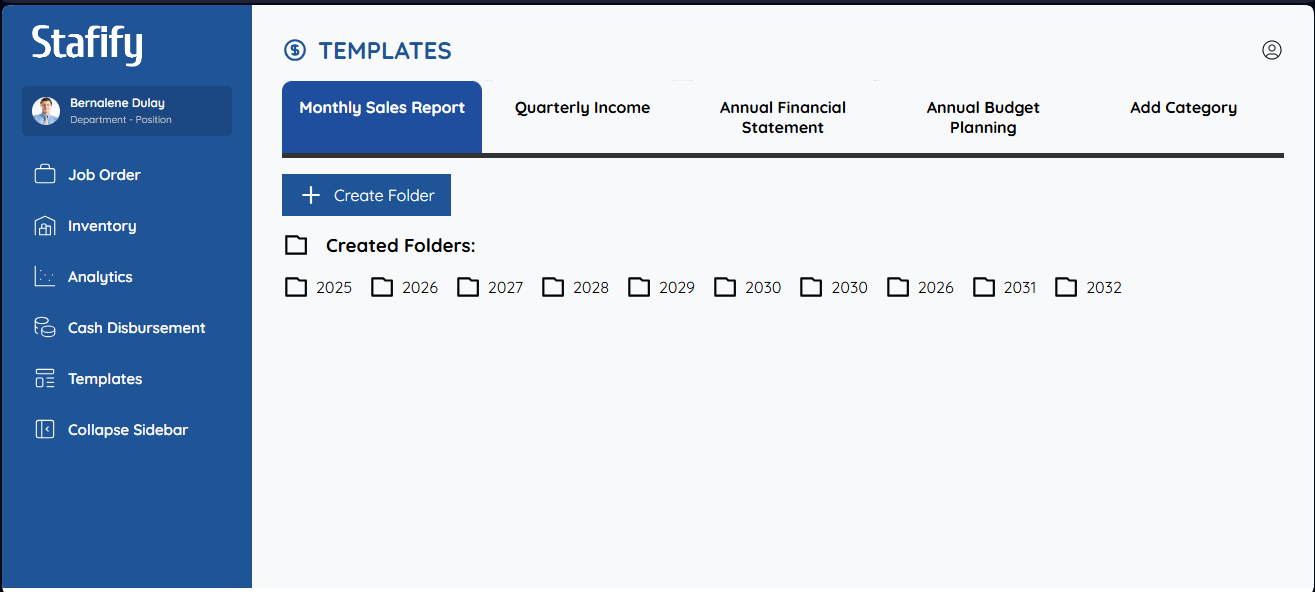 Stafify
Bernalene Dulay
Department - Position
Job Order
Inventory
Analytics
Cash Disbursement
Templates
Collapse Sidebar
TEMPLATES
Monthly Sales Report
Quarterly Income
Annual Financial
Statement
Annual Budget
Planning
Add Category
Create Folder
Created Folders:
2025 2026 2027 2028 2029 2030 2030 2026 2031 2032